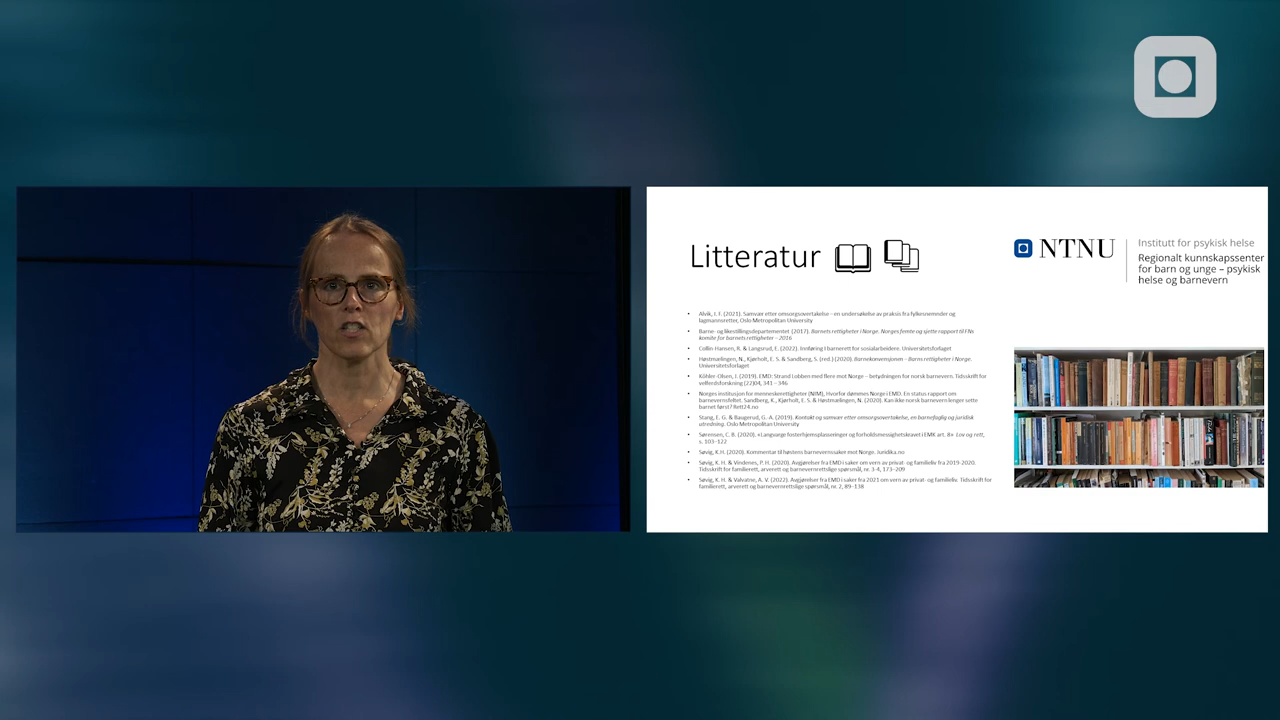 Litteratur
NTNU
Institutt for psykisk helse
Regionalt kunnskapssenter
for barn og unge – psykisk
helse og barnevern
• Alvik, I. F. (2021). Samvær etter omsorgsovertakelse – en undersøkelse av praksis fra fylkesnemnder og
lagmannsretter, Oslo Metropolitan University
• Barne- og likestillingsdepartementet (2017). Barnets rettigheter i Norge. Norges femte og sjette rapport til FNs
komite for barnets rettigheter – 2016
• Collin-Hansen, R. & Langsrud, E. (2022). Innføring i barnerett for sosialarbeidere. Universitetsforlaget
• Høstmælingen, N., Kjørholt, E. S. & Sandberg, S. (red.) (2020). Barnekonvensjonen – Barns rettigheter i Norge.
Universitetsforlaget
• Köhler-Olsen, J. (2019). EMD: Strand Lobben med flere mot Norge – betydningen for norsk barnevern. Tidsskrift for
velferdsforskning (22)04, 341 – 346
• Norges institusjon for menneskerettigheter (NIM), Hvorfor dømmes Norge i EMD. En status rapport om
barnevernsfeltet. Sandberg, K., Kjørholt, E. S. & Høstmælingen, N. (2020). Kan ikke norsk barnevern lenger sette
barnet først? Rett24.no
• Stang, E. G. & Baugerud, G.-A. (2019). Kontakt og samvær etter omsorgsovertakelse, en barnefaglig og juridisk
utredning. Oslo Metropolitan University
• Sørensen, C. B. (2020). «Langvarge fosterhjemsplasseringer og forholdsmessighetskravet i EMK art. 8» Lov og rett,
s. 103–122
• Søvig, K.H. (2020). Kommentar til høstens barnevernssaker mot Norge. Juridika.no
• Søvig, K. H. & Vindenes, P. H. (2020). Avgjørelser fra EMD i saker om vern av privat- og familieliv fra 2019-2020.
Tidsskrift for familierett, arverett og barnevernrettslige spørsmål, nr. 3-4, 173–209
• Søvig, K. H. & Valvatne, A. V. (2022). Avgjørelser fra EMD i saker fra 2021 om vern av privat- og familieliv. Tidsskrift for
familierett, arverett og barnevernrettslige spørsmål, nr. 2, 89–138